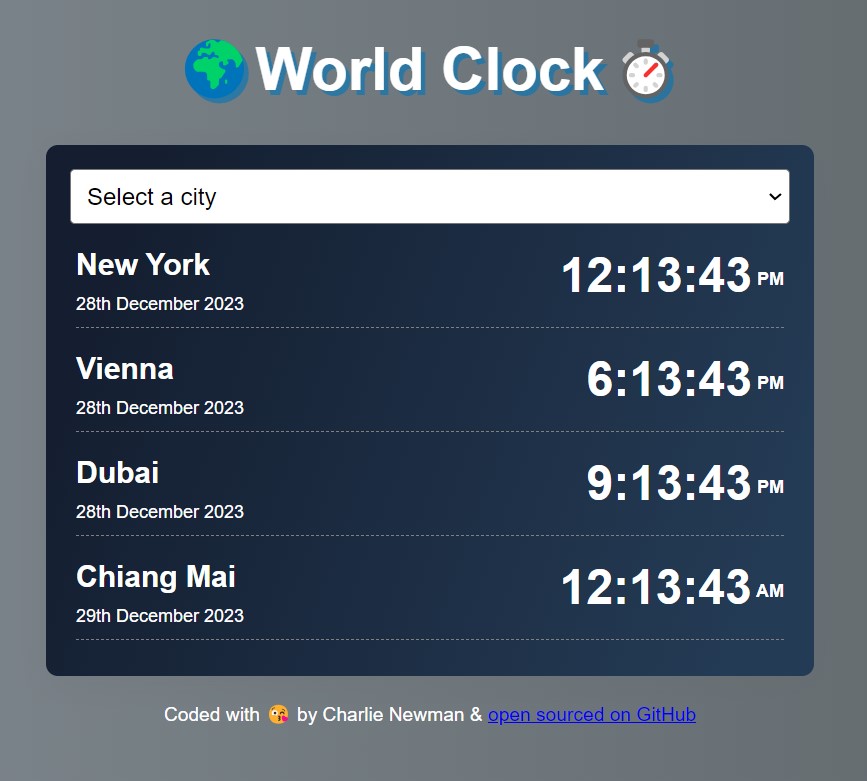 🌍World Clock ⏱️
Select a city
New York
12:13:43 PM
28th December 2023
Vienna
6:13:43 PM
28th December 2023
Dubai
9:13:43 PM
28th December 2023
Chiang Mai
12:13:43 AM
29th December 2023
Coded with 😘 by Charlie Newman & open sourced on GitHub